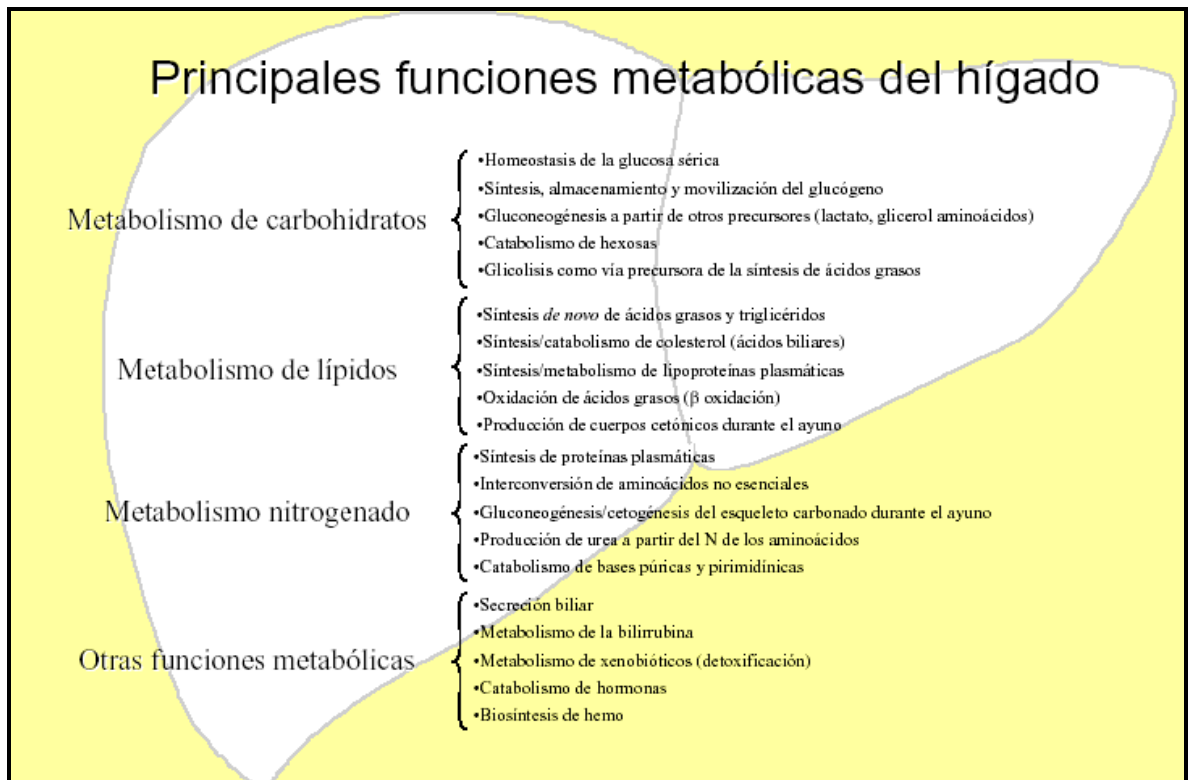 Principales funciones metabólicas del hígado
Metabolismo de carbohidratos
•Homeostasis de la glucosa sérica
•Síntesis, almacenamiento y movilización del glucógeno
•Gluconeogénesis a partir de otros precursores (lactato, glicerol aminoácidos)
•Catabolismo de hexosas
•Glicolisis como vía precursora de la síntesis de ácidos grasos
Metabolismo de lípidos
•Síntesis de novo de ácidos grasos y triglicéridos
•Síntesis/catabolismo de colesterol (ácidos biliares)
•Síntesis/metabolismo de lipoproteínas plasmáticas
•Oxidación de ácidos grasos (β oxidación)
•Producción de cuerpos cetónicos durante el ayuno
Metabolismo nitrogenado
•Síntesis de proteínas plasmáticas
•Interconversión de aminoácidos no esenciales
•Gluconeogénesis/cetogénesis del esqueleto carbonado durante el ayuno
•Producción de urea a partir del N de los aminoácidos
•Catabolismo de bases púricas y pirimidínicas
Otras funciones metabólicas
•Secreción biliar
•Metabolismo de la bilirrubina
•Metabolismo de xenobióticos (detoxificación)
•Catabolismo de hormonas
•Biosíntesis de hemo